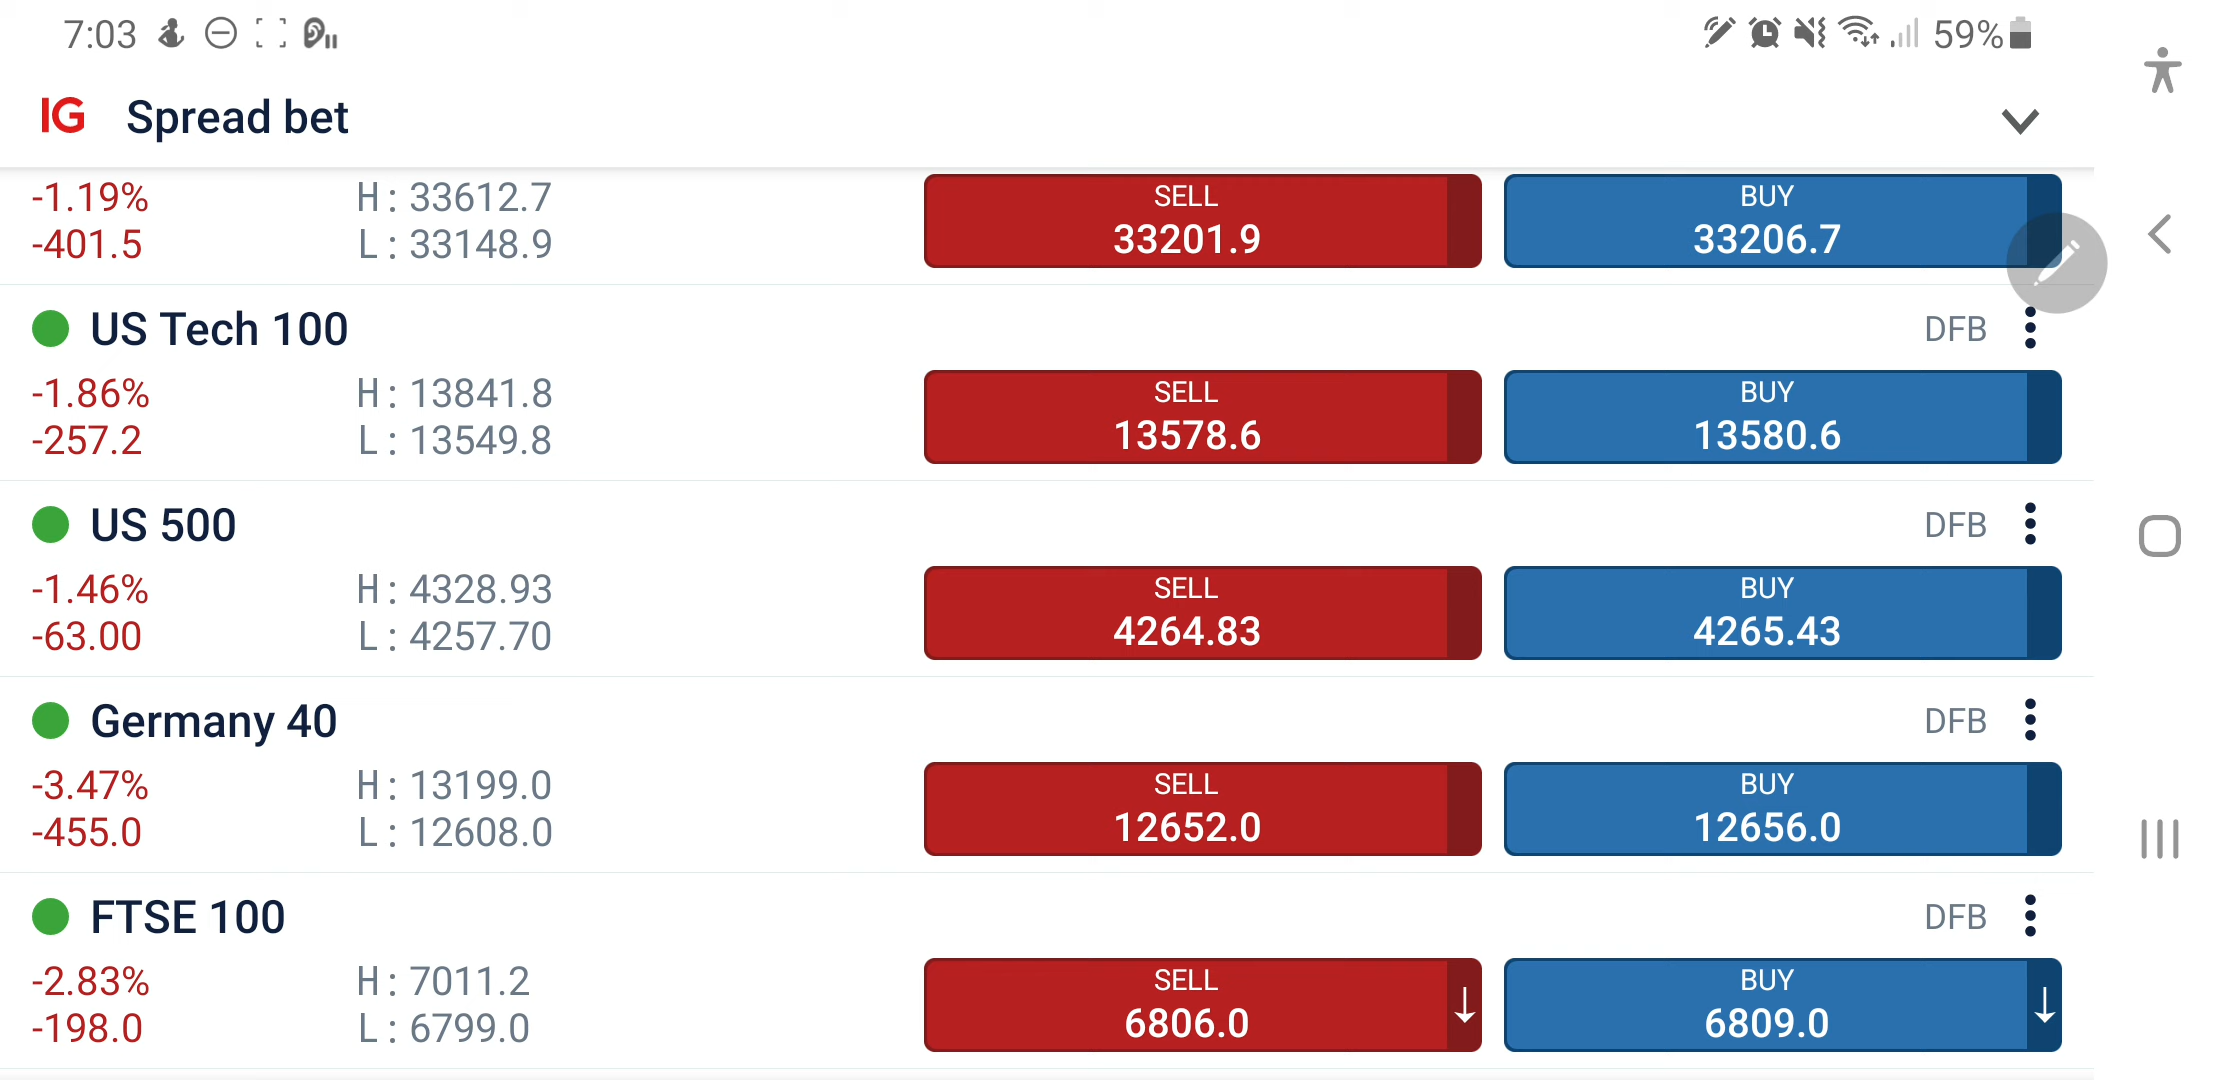 7:03 59%
IG Spread bet
-1.19% H: 33612.7 SELL BUY
-401.5 L: 33148.9 33201.9 33206.7
US Tech 100 DFB
-1.86% H: 13841.8 SELL BUY
-257.2 L: 13549.8 13578.6 13580.6
US 500 DFB
-1.46% H: 4328.93 SELL BUY
-63.00 L: 4257.70 4264.83 4265.43
Germany 40 DFB
-3.47% H: 13199.0 SELL BUY
-455.0 L: 12608.0 12652.0 12656.0
FTSE 100 DFB
-2.83% H: 7011.2 SELL BUY
-198.0 L: 6799.0 6806.0 6809.0